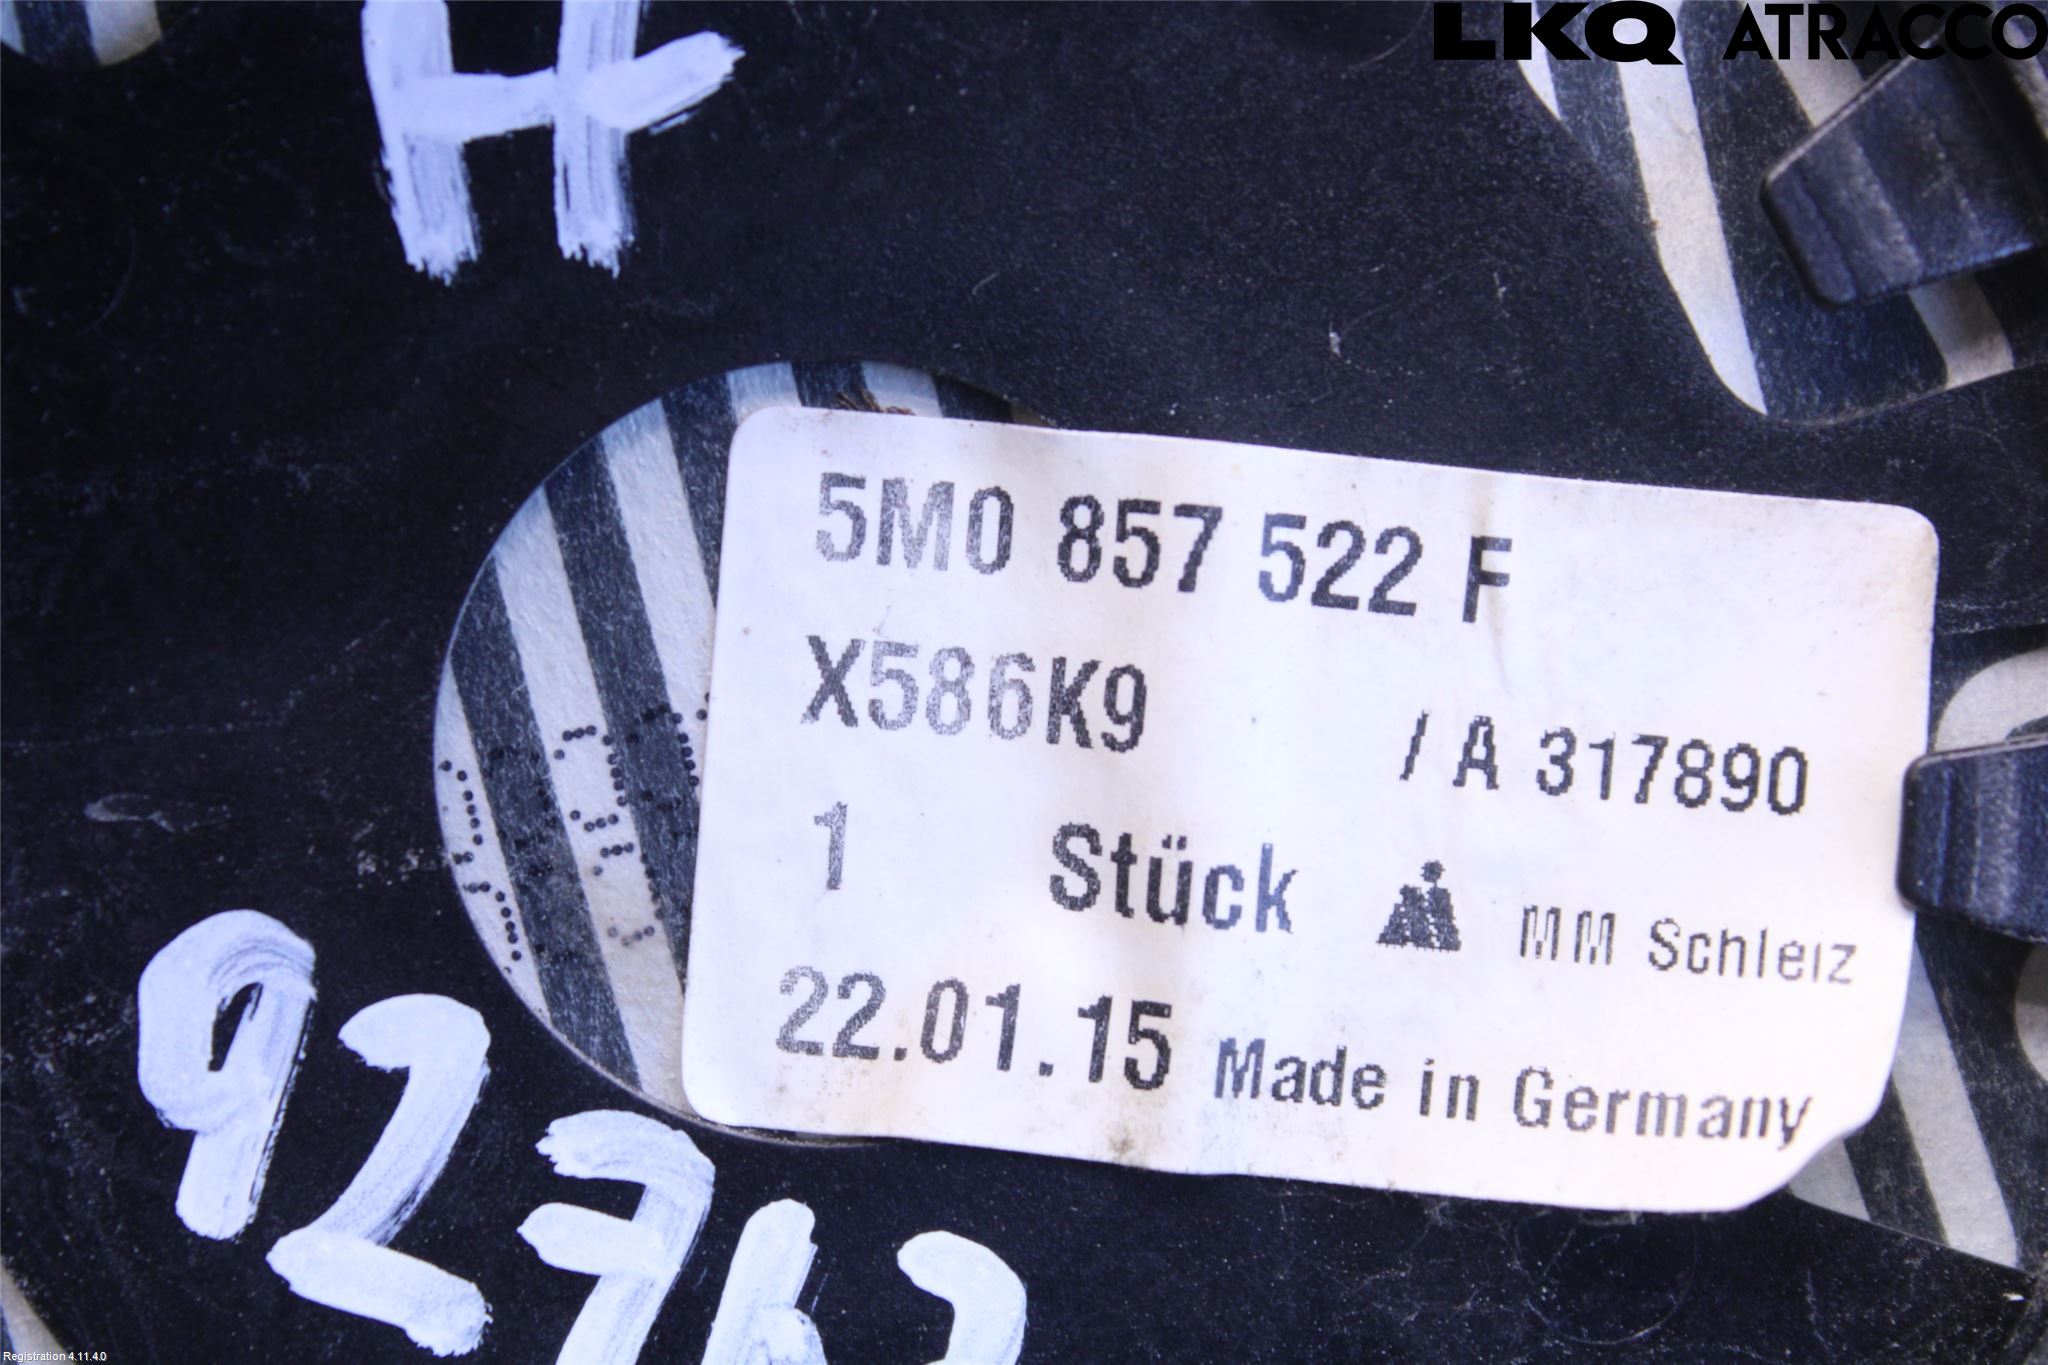 LKQ ATRACCO
H
5M0 857 522 F
X586K9 / A 317890
1 Stück MM Schleiz
22.01.15 Made in Germany
Registration 4.11.4.0